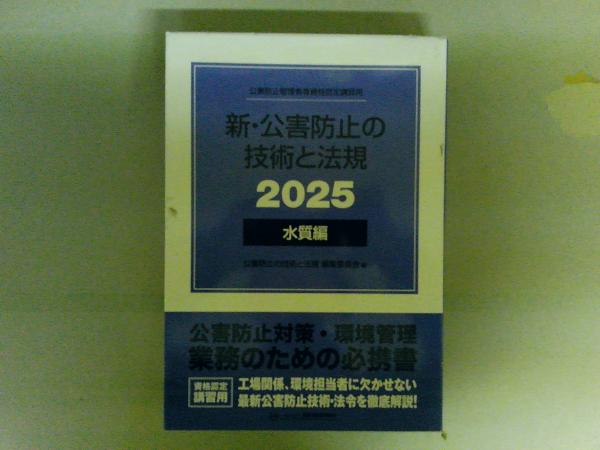 公害防止管理者等資格認定講習用
新・公害防止の
技術と法規
2025
水質編
公害防止の技術と法規 編集委員会 編
公害防止対策・環境管理
業務のための必携書
資格認定
講習用
工場関係、環境担当者に欠かせない
最新公害防止技術・法令を徹底解説!